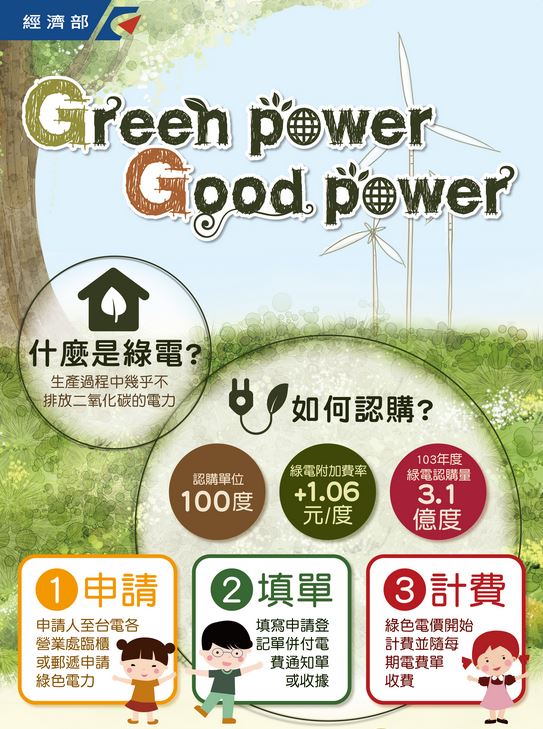 經濟部
Green power
Good power
什麼是綠電?
生產過程中幾乎不
排放二氧化碳的電力
如何認購?
認購單位
100度
綠電附加費率
+1.06
元/度
103年度
綠電認購量
3.1
億度
1 申請
申請人至台電各
營業處臨櫃
或郵遞申請
綠色電力
2 填單
填寫申請登
記單併付電
費通知單
或收據
3 計費
綠色電價開始
計費並隨每
期電費單
收費